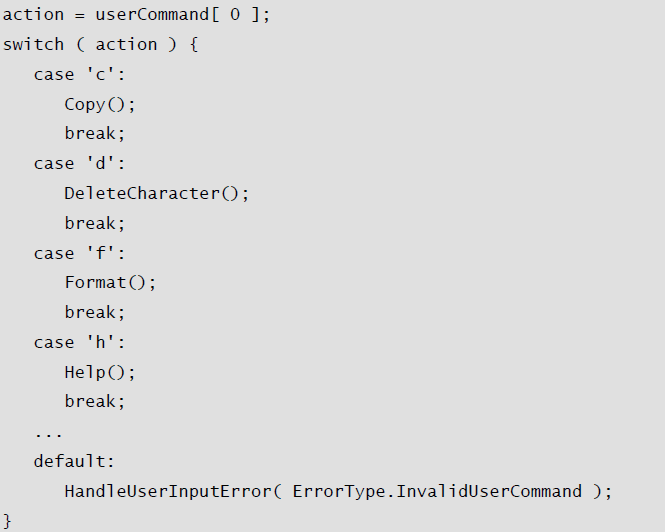 action = userCommand[ 0 ];
switch ( action ) {
   case 'c':
      Copy();
      break;
   case 'd':
      DeleteCharacter();
      break;
   case 'f':
      Format();
      break;
   case 'h':
      Help();
      break;
   ...
   default:
      HandleUserInputError( ErrorType.InvalidUserCommand );
}